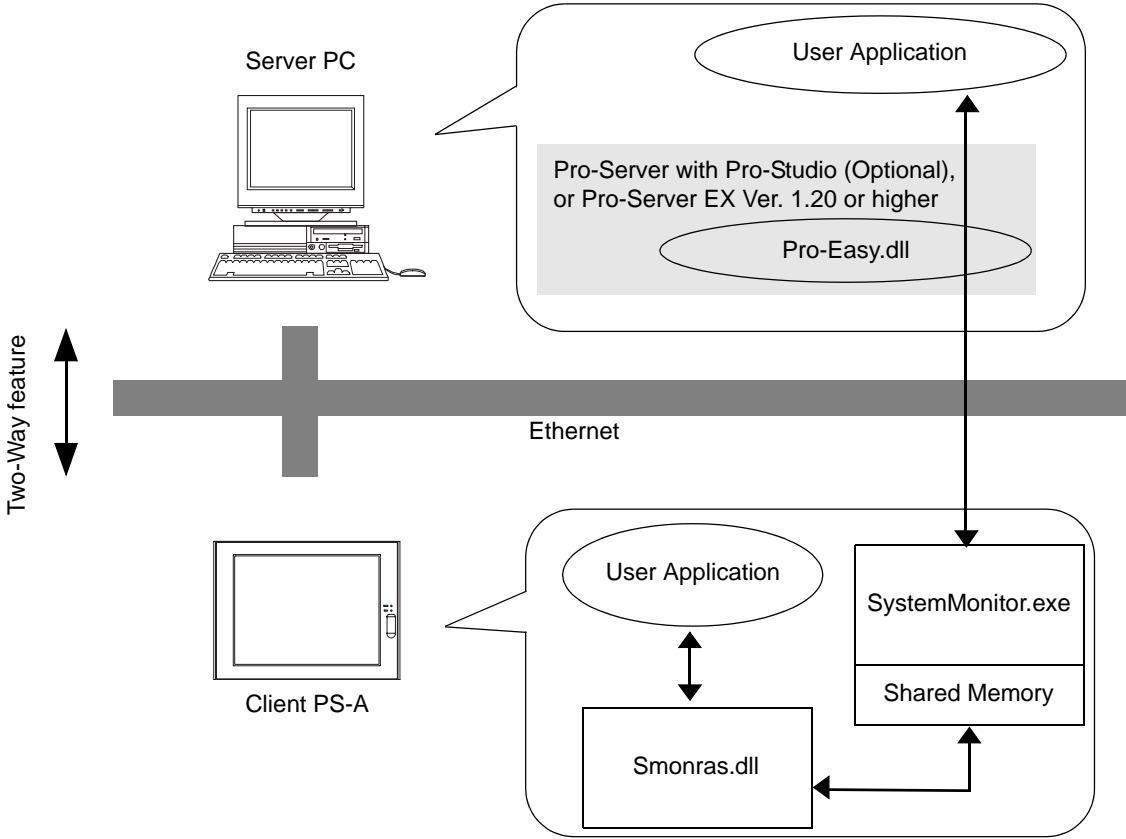 Server PC
User Application
Pro-Server with Pro-Studio (Optional),
or Pro-Server EX Ver. 1.20 or higher
Pro-Easy.dll
Two-Way feature
Ethernet
Client PS-A
User Application
SystemMonitor.exe
Shared Memory
Smonras.dll